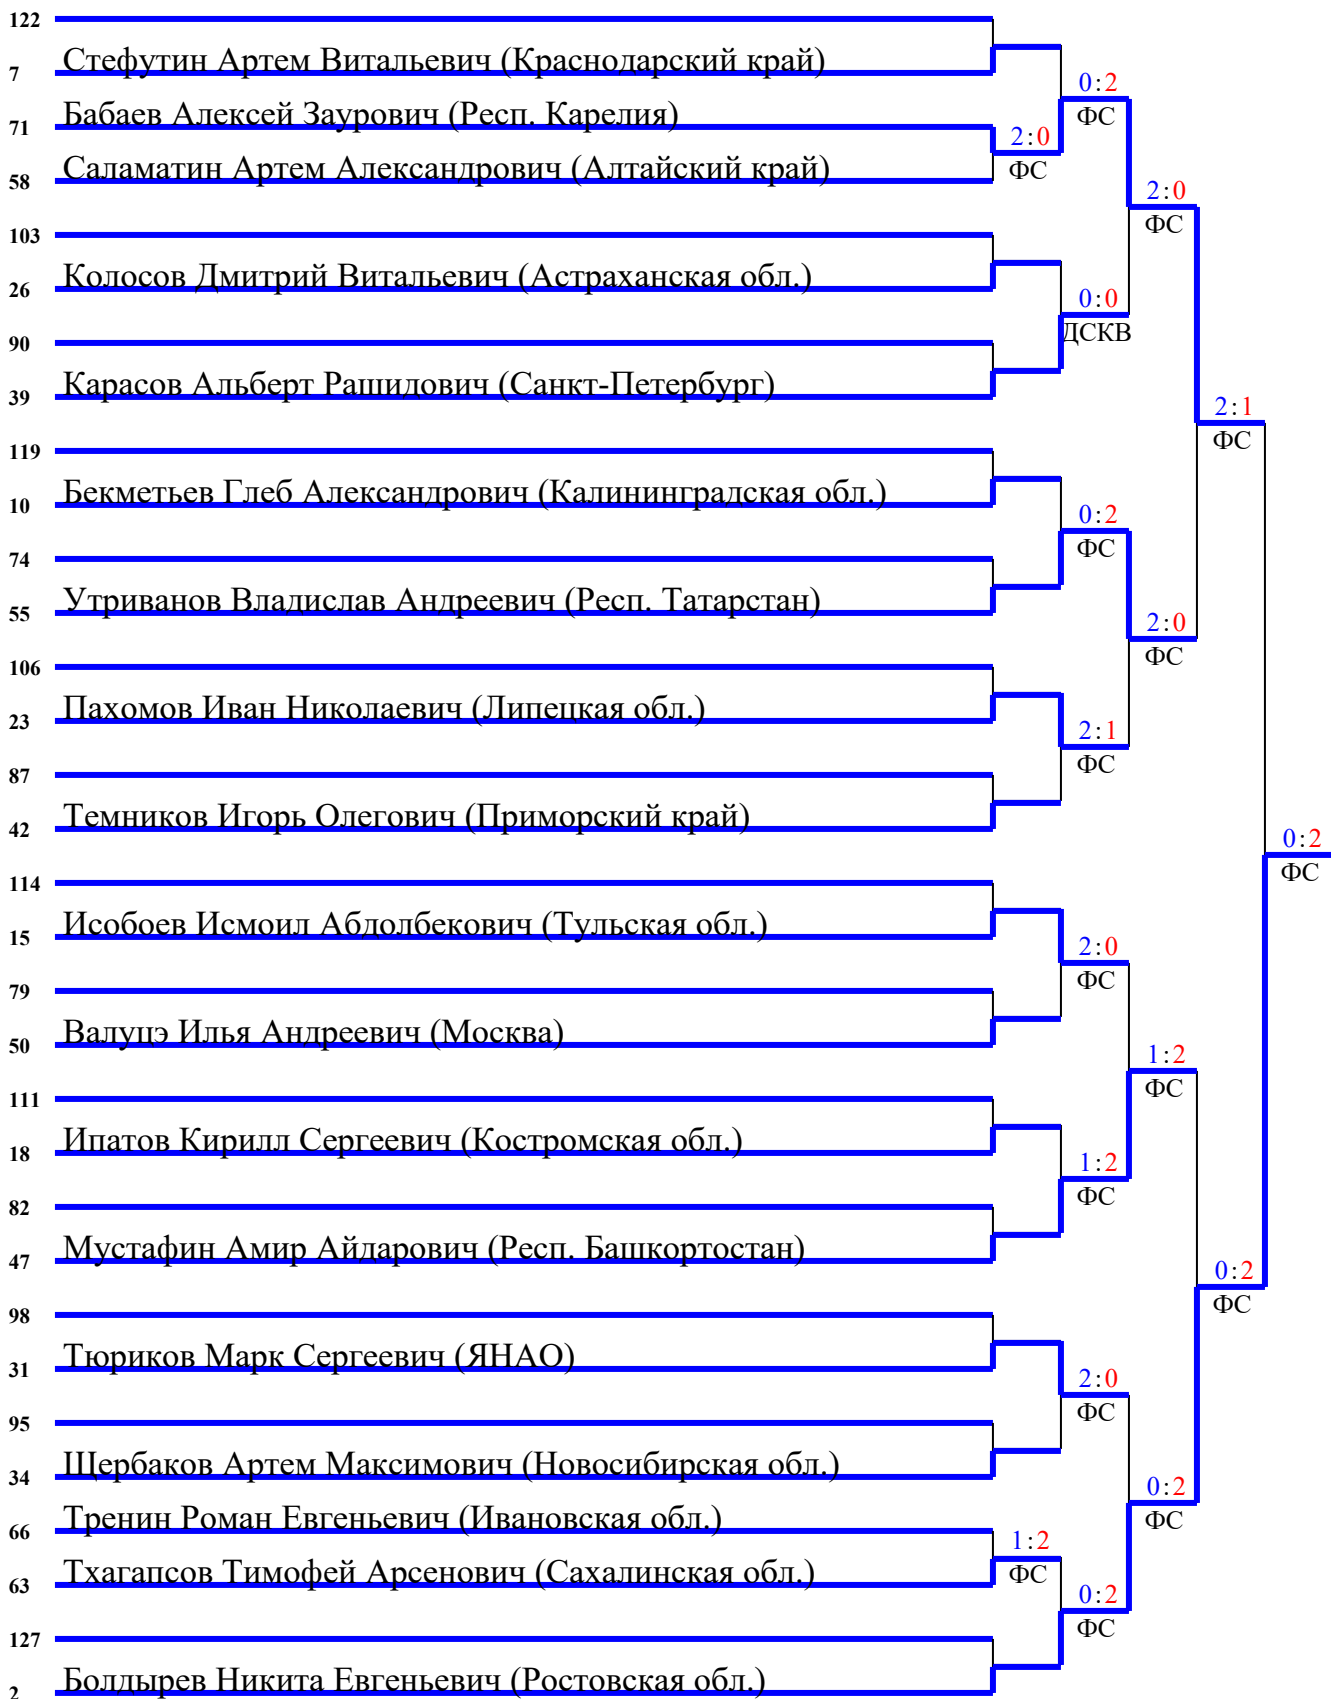 122
Стефутин Артем Витальевич (Краснодарский край)
7
0:2
ФС
Бабаев Алексей Заурович (Респ. Карелия)
71
2:0
ФС
Саламатин Артем Александрович (Алтайский край)
58
2:0
ФС
103
Колосов Дмитрий Витальевич (Астраханская обл.)
26
0:0
ДСКВ
90
Карасов Альберт Рашидович (Санкт-Петербург)
39
2:1
ФС
119
Бекметьев Глеб Александрович (Калининградская обл.)
10
0:2
ФС
74
Утриванов Владислав Андреевич (Респ. Татарстан)
55
2:0
ФС
106
Пахомов Иван Николаевич (Липецкая обл.)
23
2:1
ФС
87
Темников Игорь Олегович (Приморский край)
42
0:2
ФС
114
Исобоев Исмоил Абдолбекович (Тульская обл.)
15
2:0
ФС
79
Валуцэ Илья Андреевич (Москва)
50
1:2
ФС
111
Ипатов Кирилл Сергеевич (Костромская обл.)
18
1:2
ФС
82
Мустафин Амир Айдарович (Респ. Башкортостан)
47
0:2
ФС
98
Тюриков Марк Сергеевич (ЯНАО)
31
2:0
ФС
95
Щербаков Артем Максимович (Новосибирская обл.)
34
0:2
ФС
Тренин Роман Евгеньевич (Ивановская обл.)
66
1:2
ФС
Тхагапсов Тимофей Арсенович (Сахалинская обл.)
63
0:2
ФС
127
Болдырев Никита Евгеньевич (Ростовская обл.)
2